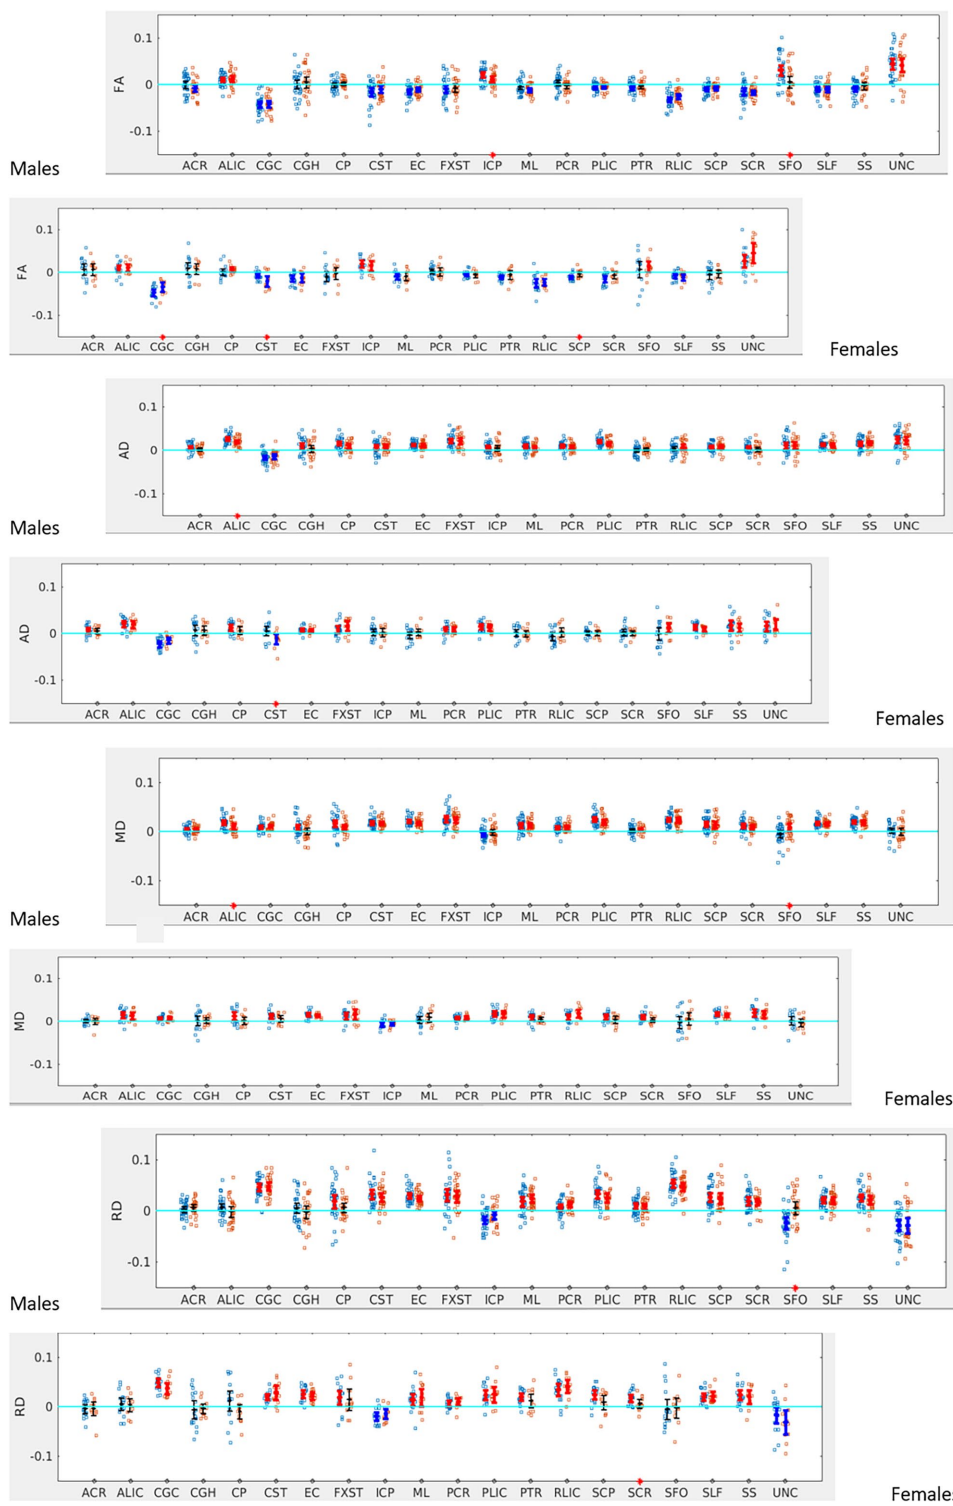 0.1
FA
0
-0.1
ACR ALIC CGC CGH CP CST EC FXST ICP ML PCR PLIC PTR RLIC SCP SCR SFO SLF SS UNC
Males
0.1
FA
0
-0.1
ACR ALIC CGC CGH CP CST EC FXST ICP ML PCR PLIC PTR RLIC SCP SCR SFO SLF SS UNC
Females
0.1
AD
0
-0.1
ACR ALIC CGC CGH CP CST EC FXST ICP ML PCR PLIC PTR RLIC SCP SCR SFO SLF SS UNC
Males
0.1
AD
0
-0.1
ACR ALIC CGC CGH CP CST EC FXST ICP ML PCR PLIC PTR RLIC SCP SCR SFO SLF SS UNC
Females
0.1
MD
0
-0.1
ACR ALIC CGC CGH CP CST EC FXST ICP ML PCR PLIC PTR RLIC SCP SCR SFO SLF SS UNC
Males
0.1
MD
0
-0.1
ACR ALIC CGC CGH CP CST EC FXST ICP ML PCR PLIC PTR RLIC SCP SCR SFO SLF SS UNC
Females
0.1
RD
0
-0.1
ACR ALIC CGC CGH CP CST EC FXST ICP ML PCR PLIC PTR RLIC SCP SCR SFO SLF SS UNC
Males
0.1
RD
0
-0.1
ACR ALIC CGC CGH CP CST EC FXST ICP ML PCR PLIC PTR RLIC SCP SCR SFO SLF SS UNC
Females